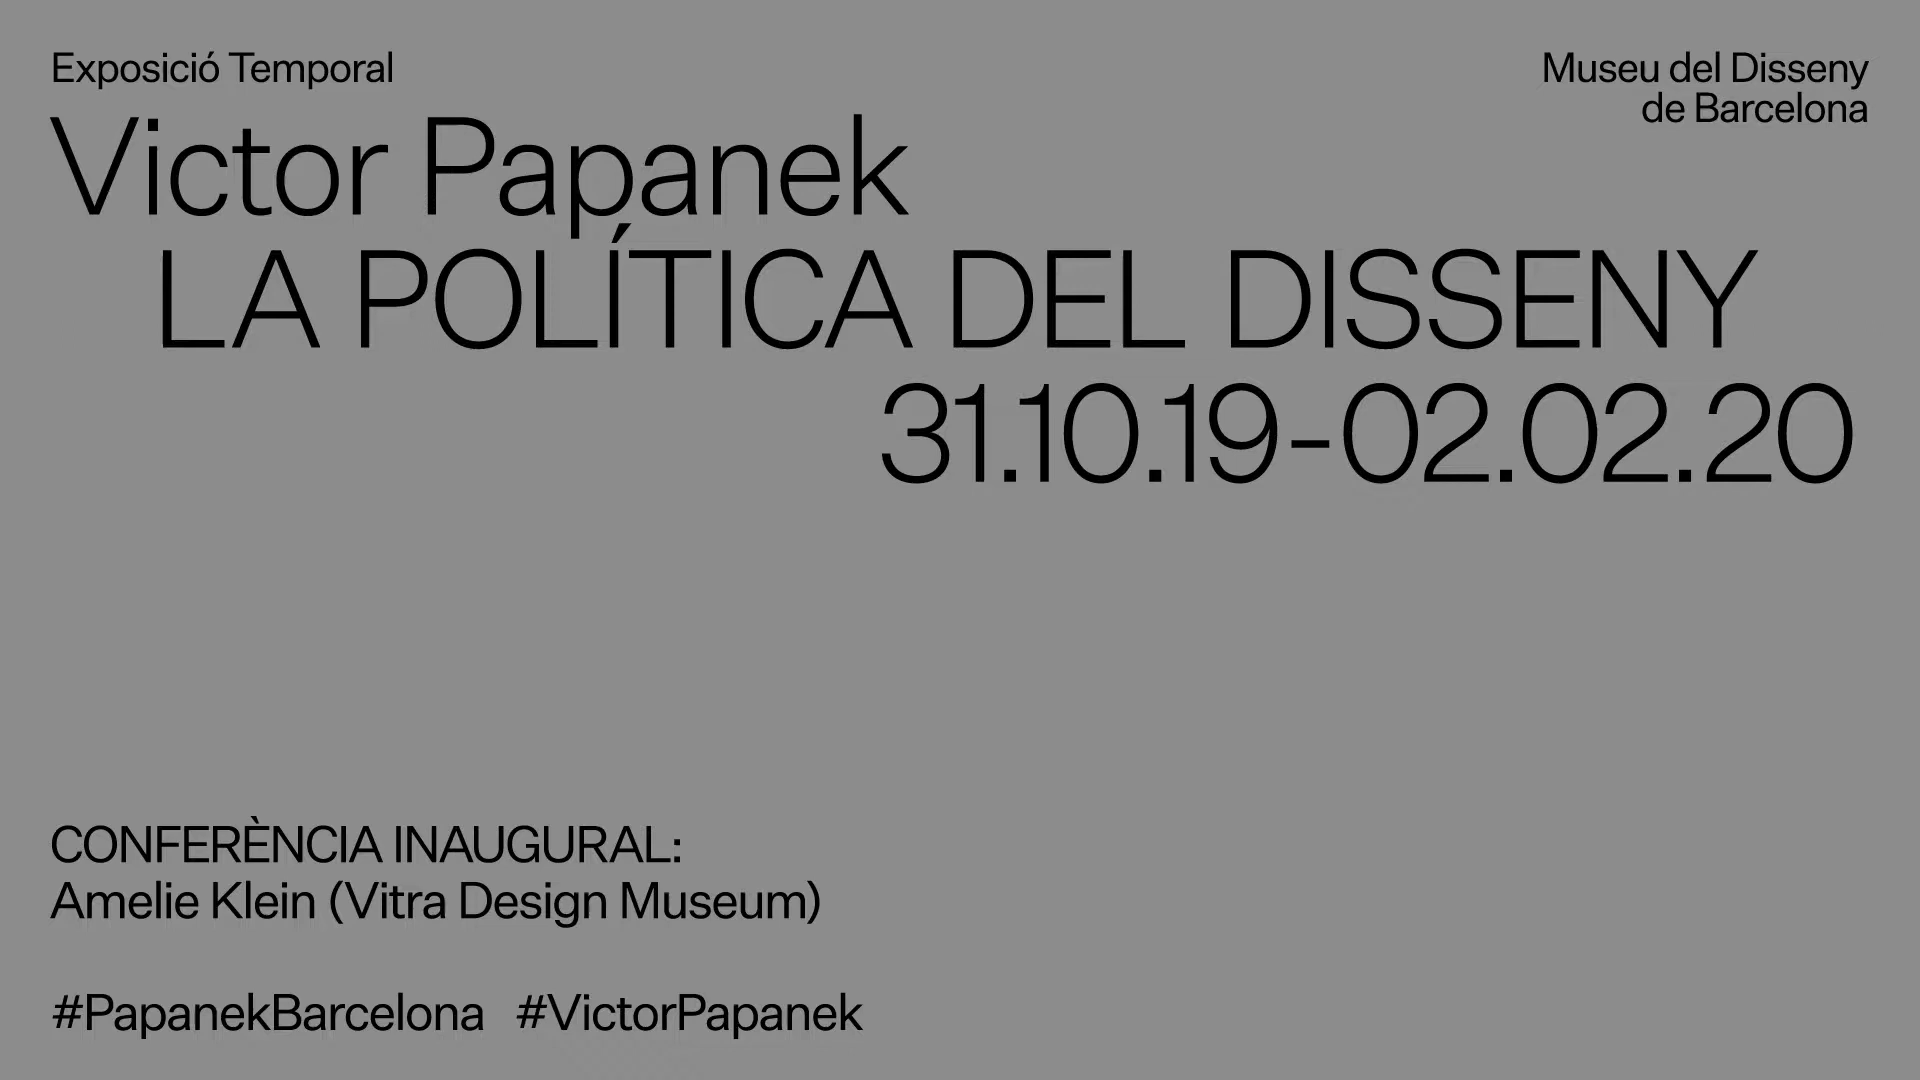 Exposició Temporal
Museu del Disseny
de Barcelona
Victor Papanek
LA POLÍTICA DEL DISSENY
31.10.19-02.02.20
CONFERÈNCIA INAUGURAL:
Amelie Klein (Vitra Design Museum)
#PapanekBarcelona #VictorPapanek